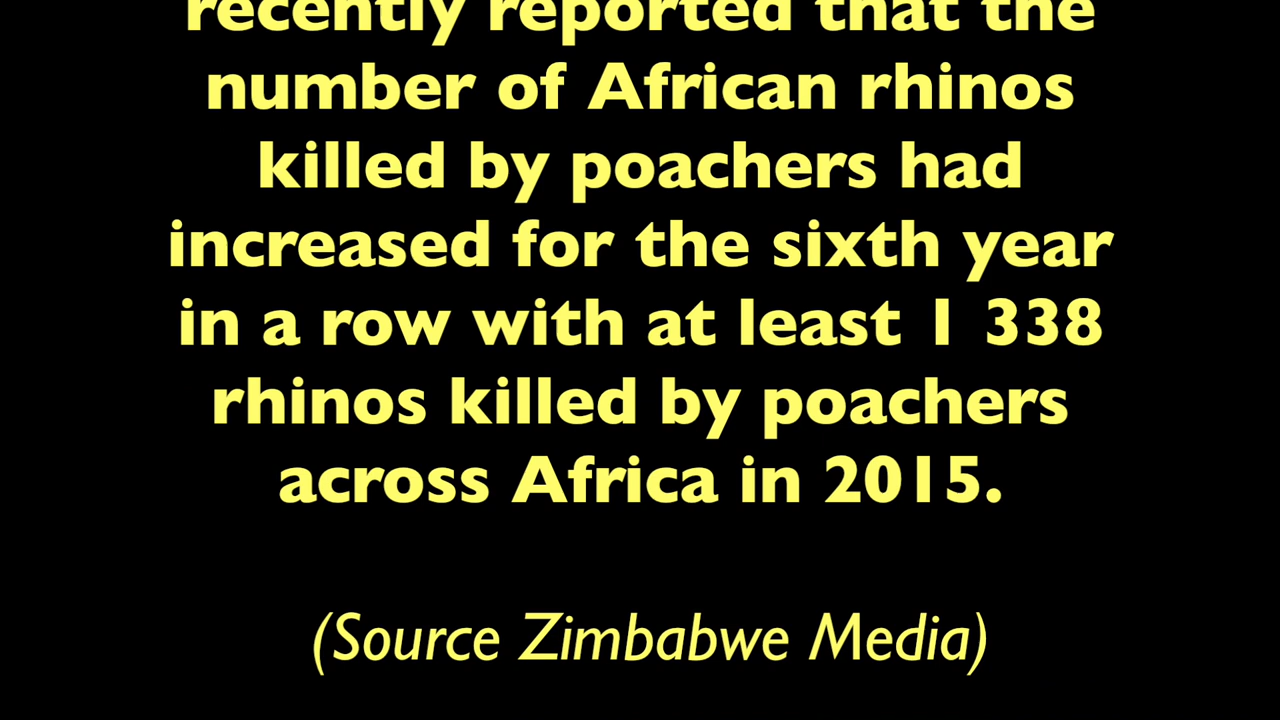 recently reported that the
number of African rhinos
killed by poachers had
increased for the sixth year
in a row with at least 1 338
rhinos killed by poachers
across Africa in 2015.
(Source Zimbabwe Media)